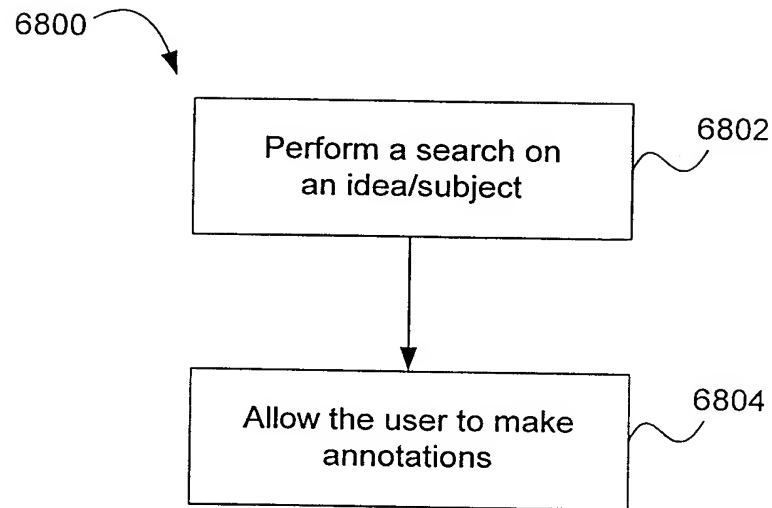 6800
Perform a search on
an idea/subject
6802
Allow the user to make
annotations
6804